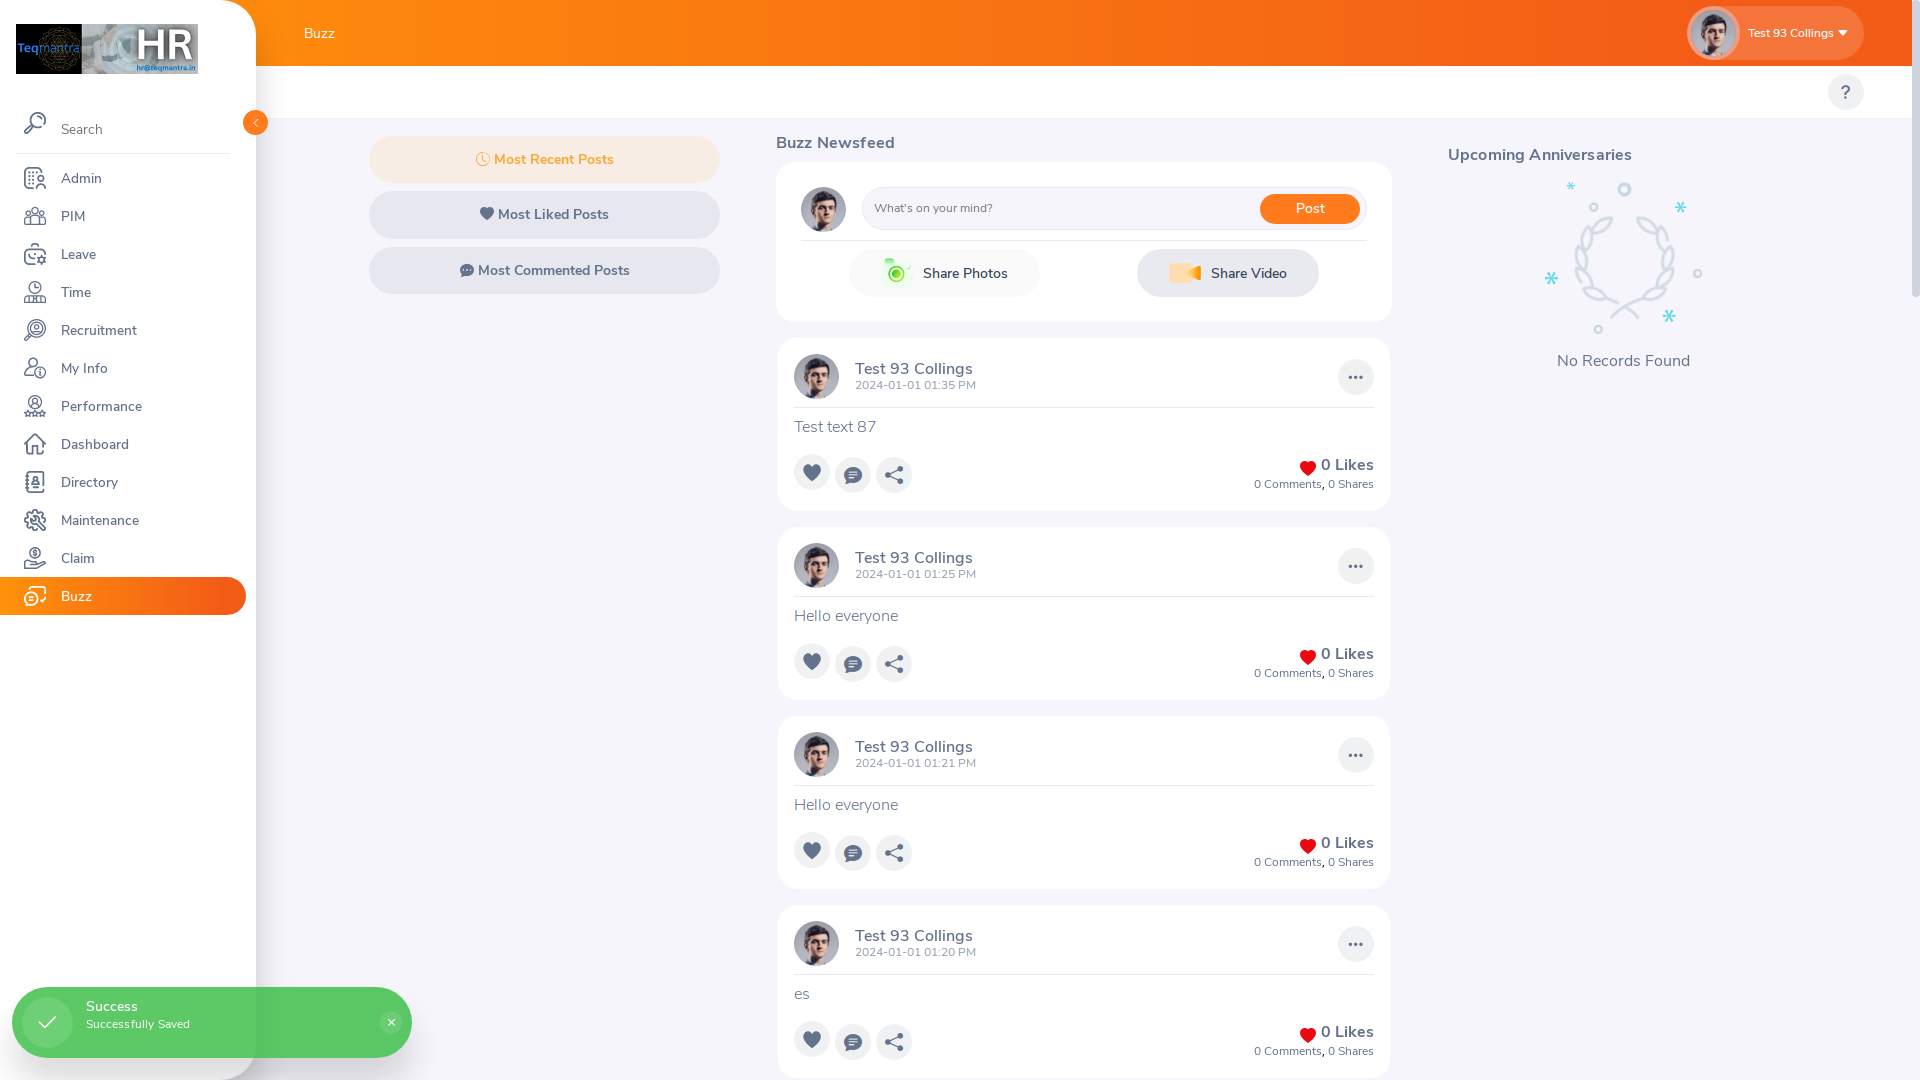 Teqmantra HR
hr@teqmantra.in
Search
Admin
PIM
Leave
Time
Recruitment
My Info
Performance
Dashboard
Directory
Maintenance
Claim
Buzz
Buzz
Test 93 Collings
?
Most Recent Posts
Most Liked Posts
Most Commented Posts
Buzz Newsfeed
What's on your mind?
Post
Share Photos
Share Video
Test 93 Collings
2024-01-01 01:35 PM
Test text 87
0 Likes
0 Comments, 0 Shares
Test 93 Collings
2024-01-01 01:25 PM
Hello everyone
0 Likes
0 Comments, 0 Shares
Test 93 Collings
2024-01-01 01:21 PM
Hello everyone
0 Likes
0 Comments, 0 Shares
Test 93 Collings
2024-01-01 01:20 PM
es
0 Likes
0 Comments, 0 Shares
Upcoming Anniversaries
No Records Found
Success
Successfully Saved